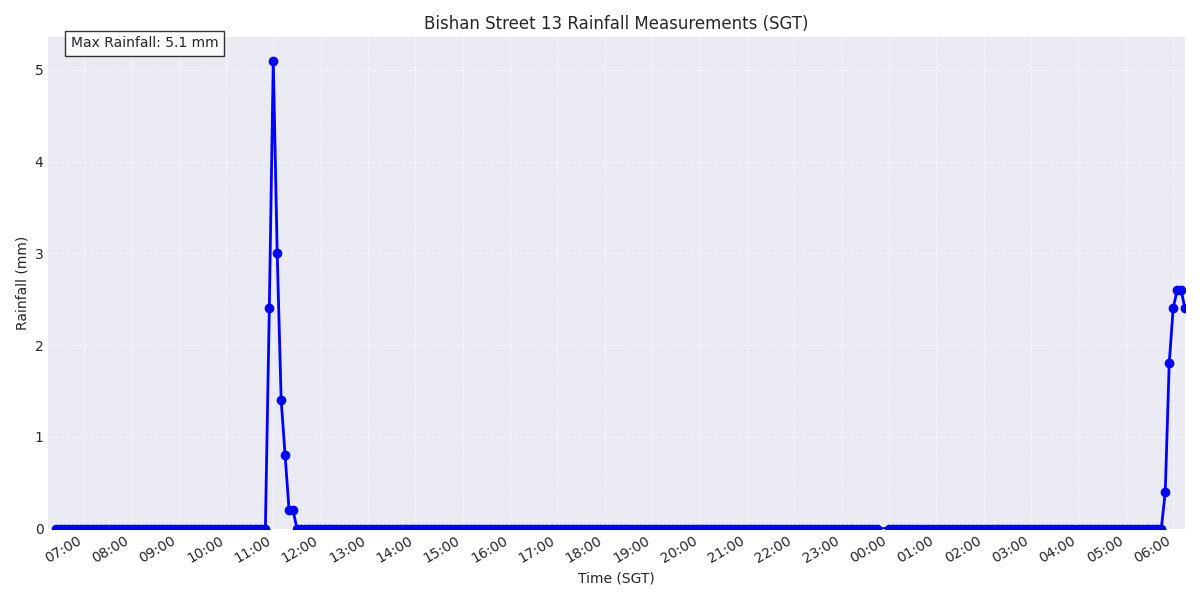 Bishan Street 13 Rainfall Measurements (SGT)
Max Rainfall: 5.1 mm
Rainfall (mm)
5
4
3
2
1
0
07:00 08:00 09:00 10:00 11:00 12:00 13:00 14:00 15:00 16:00 17:00 18:00 19:00 20:00 21:00 22:00 23:00 00:00 01:00 02:00 03:00 04:00 05:00 06:00
Time (SGT)